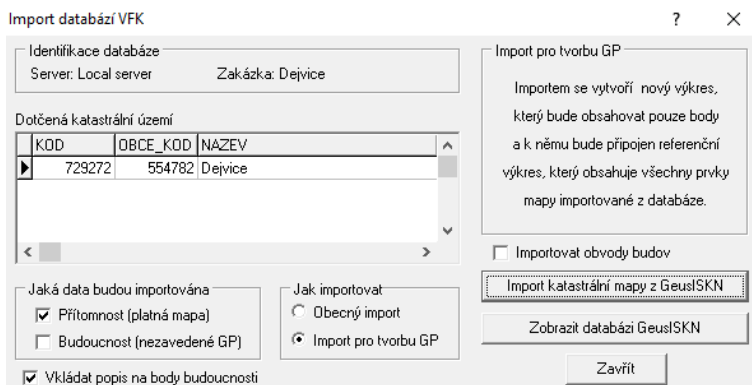 Import databází VFK
Identifikace databáze
Server: Local server Zakázka: Dejvice
Dotčená katastrální území
KOD OBCE_KOD NAZEV
729272 554782 Dejvice
Jaká data budou importována
Přítomnost (platná mapa)
Budoucnost (nezavedené GP)
Vkládat popis na body budoucnosti
Jak importovat
Obecný import
Import pro tvorbu GP
Import pro tvorbu GP
Importem se vytvoří nový výkres,
který bude obsahovat pouze body
a k němu bude připojen referenční
výkres, který obsahuje všechny prvky
mapy importované z databáze.
Importovat obvody budov
Import katastrální mapy z GeusISKN
Zobrazit databázi GeusISKN
Zavřít